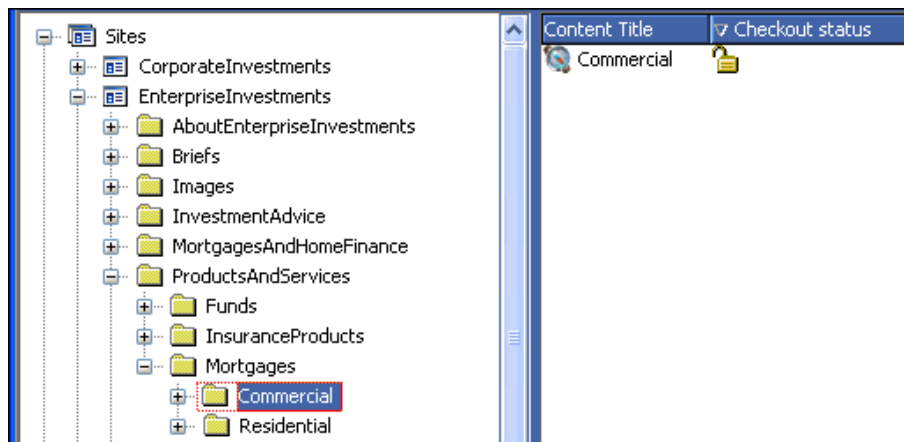 Sites
CorporateInvestments
EnterpriseInvestments
AboutEnterpriseInvestments
Briefs
Images
InvestmentAdvice
MortgagesAndHomeFinance
ProductsAndServices
Funds
InsuranceProducts
Mortgages
Commercial
Residential
Content Title Checkout status
Commercial